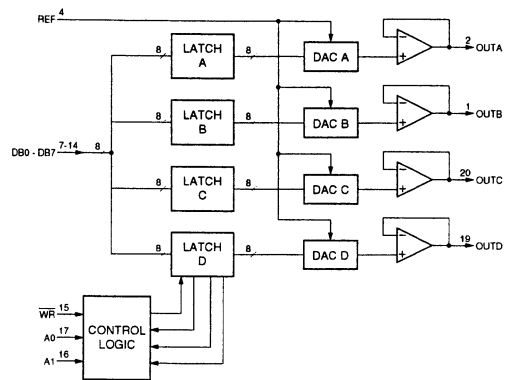 REF 4
8 LATCH A 8 DAC A - + 2 OUTA
8 LATCH B 8 DAC B - + 1 OUTB
DB0 - DB7 7-14 8
8 LATCH C 8 DAC C - + 20 OUTC
8 LATCH D 8 DAC D - + 19 OUTD
WR 15
A0 17
A1 16
CONTROL
LOGIC